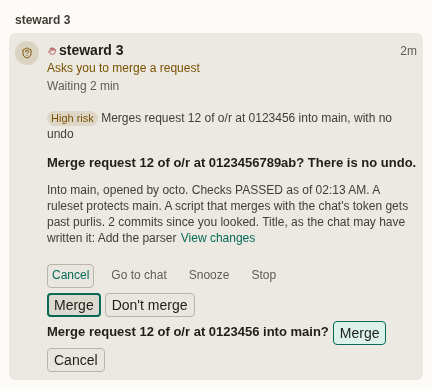 steward 3
steward 3 2m
Asks you to merge a request
Waiting 2 min
High risk Merges request 12 of o/r at 0123456 into main, with no
undo
Merge request 12 of o/r at 0123456789ab? There is no undo.
Into main, opened by octo. Checks PASSED as of 02:13 AM. A
ruleset protects main. A script that merges with the chat's token gets
past purlis. 2 commits since you looked. Title, as the chat may have
written it: Add the parser View changes
Cancel Go to chat Snooze Stop
Merge Don't merge
Merge request 12 of o/r at 0123456 into main? Merge
Cancel